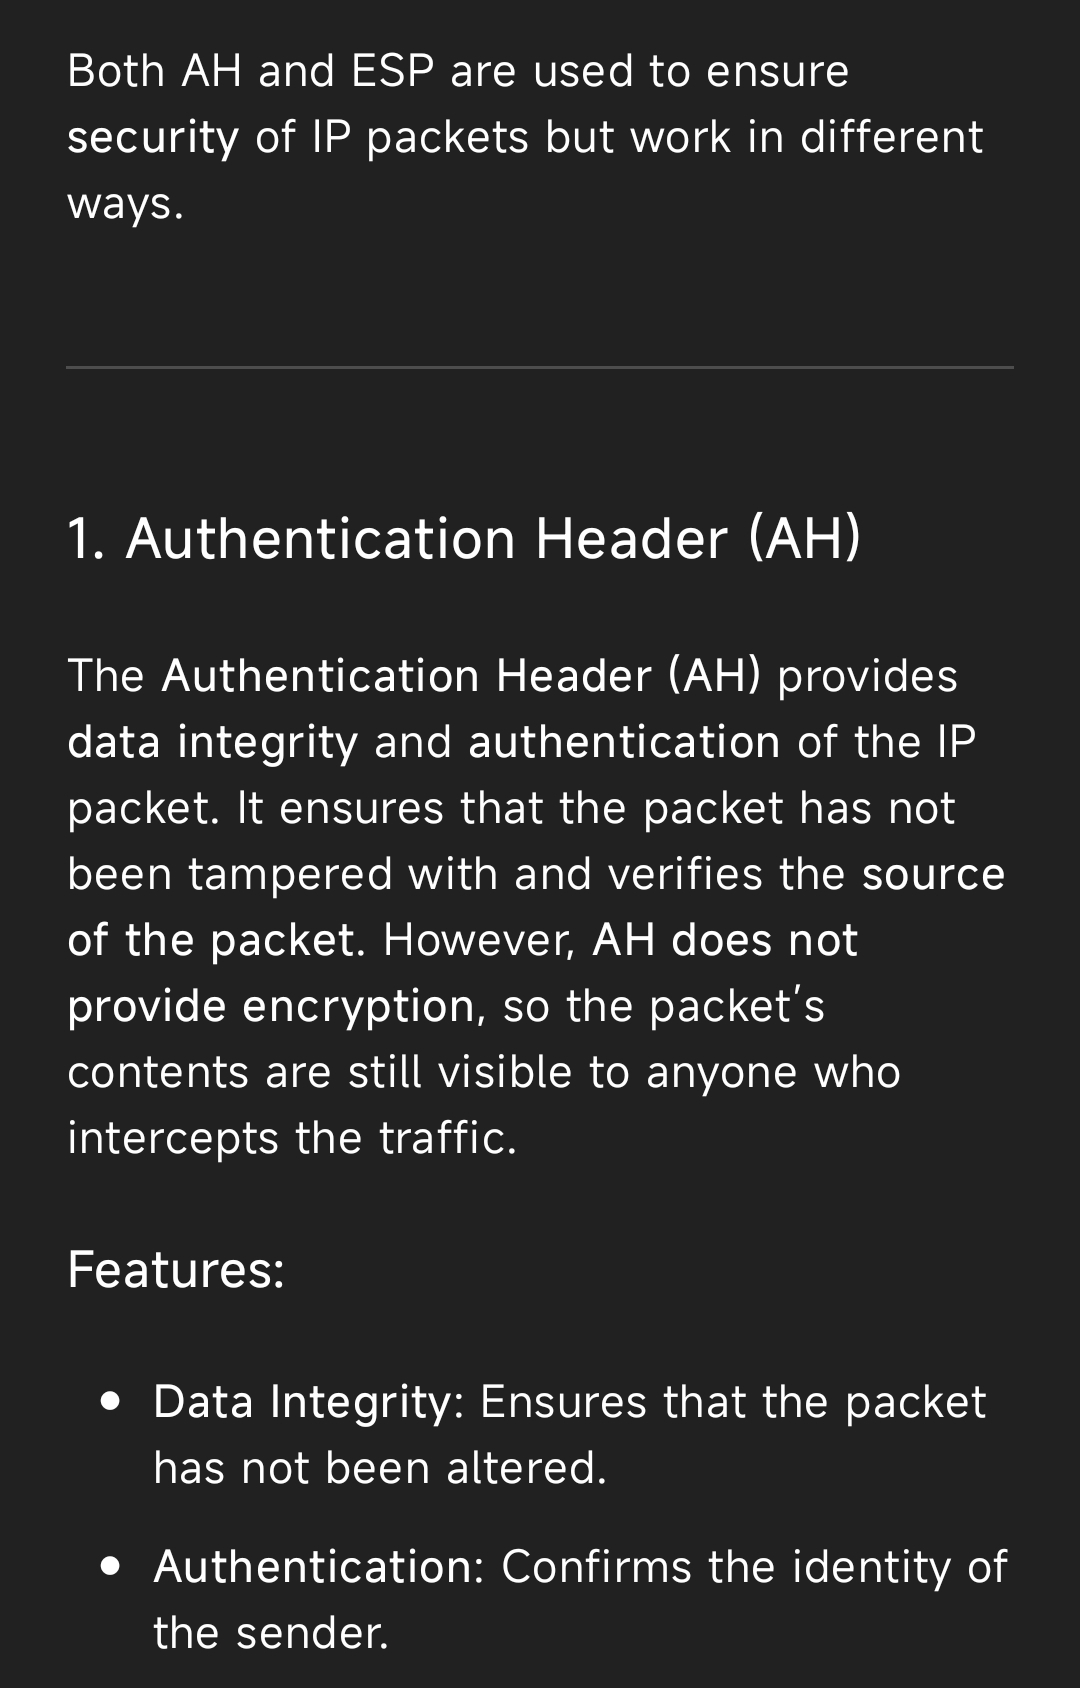 Both AH and ESP are used to ensure
security of IP packets but work in different
ways.
1. Authentication Header (AH)
The Authentication Header (AH) provides
data integrity and authentication of the IP
packet. It ensures that the packet has not
been tampered with and verifies the source
of the packet. However, AH does not
provide encryption, so the packet's
contents are still visible to anyone who
intercepts the traffic.
Features:
• Data Integrity: Ensures that the packet
has not been altered.
• Authentication: Confirms the identity of
the sender.